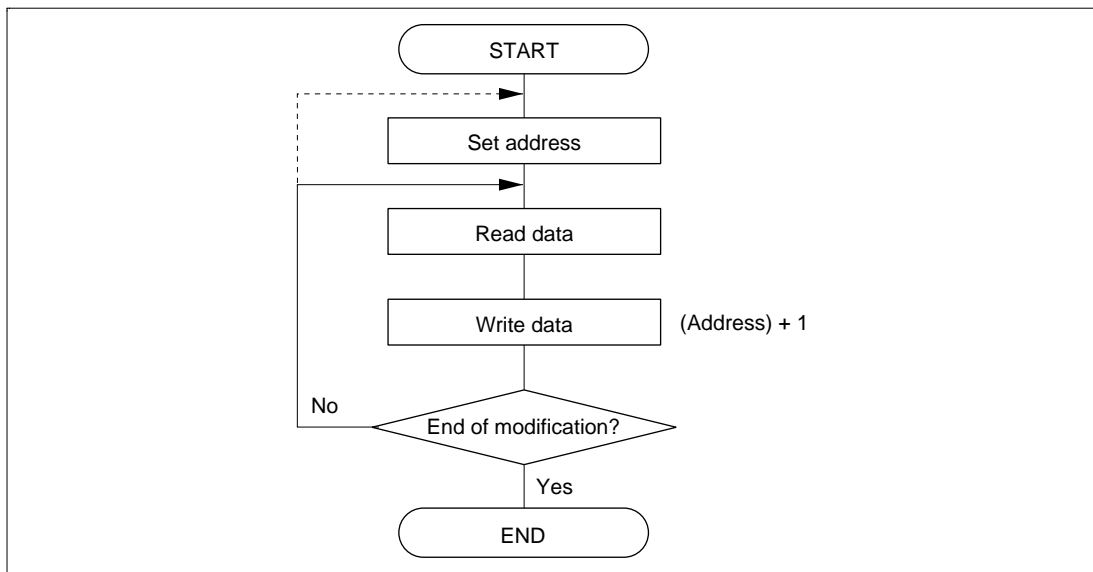 START
Set address
Read data
Write data (Address) + 1
No
End of modification?
Yes
END